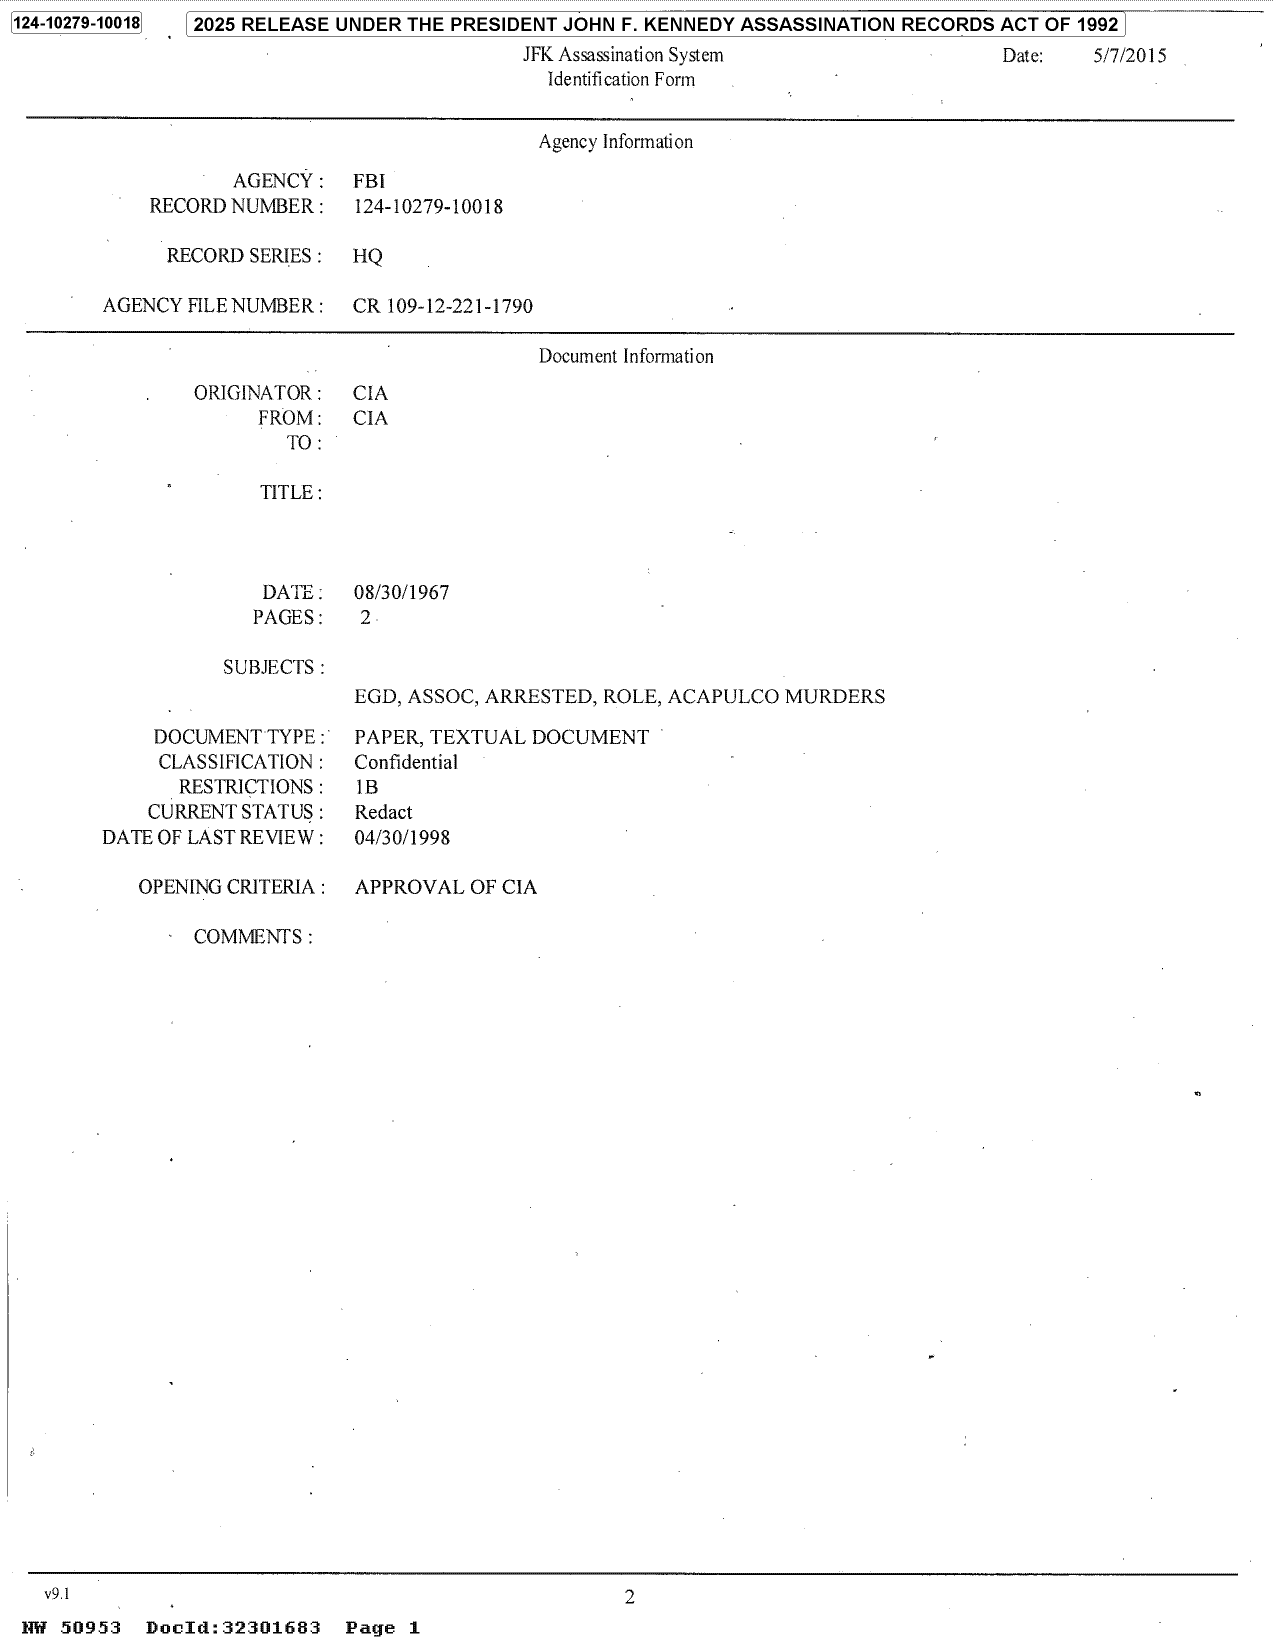 124-10279-10018 2025 RELEASE UNDER THE PRESIDENT JOHN F. KENNEDY ASSASSINATION RECORDS ACT OF 1992
JFK Assassination System Date: 5/7/2015
Identification Form
Agency Information
AGENCY : FBI
RECORD NUMBER : 124-10279-10018
RECORD SERIES : HQ
AGENCY FILE NUMBER : CR 109-12-221-1790
Document Information
ORIGINATOR : CIA
FROM : CIA
TO :
TITLE :
DATE : 08/30/1967
PAGES : 2
SUBJECTS :
EGD, ASSOC, ARRESTED, ROLE, ACAPULCO MURDERS
DOCUMENT TYPE : PAPER, TEXTUAL DOCUMENT
CLASSIFICATION : Confidential
RESTRICTIONS : 1B
CURRENT STATUS : Redact
DATE OF LAST REVIEW : 04/30/1998
OPENING CRITERIA : APPROVAL OF CIA
COMMENTS :
v9.1 2
NW 50953 DocId:32301683 Page 1